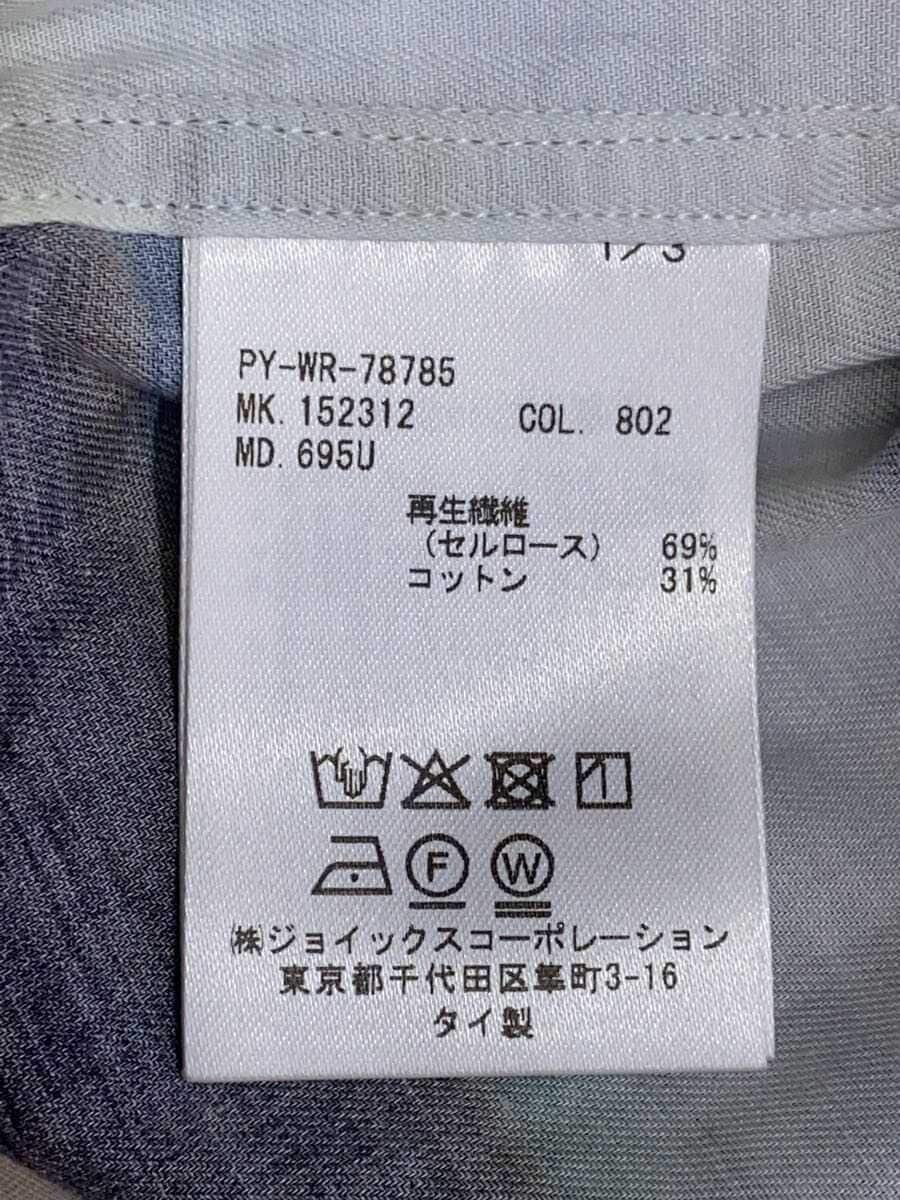 1/3
PY-WR-78785
MK. 152312 COL. 802
MD. 695U
再生繊維
(セルロース) 69%
コットン 31%
F W
㈱ジョイックスコーポレーション
東京都千代田区隼町3-16
タイ製